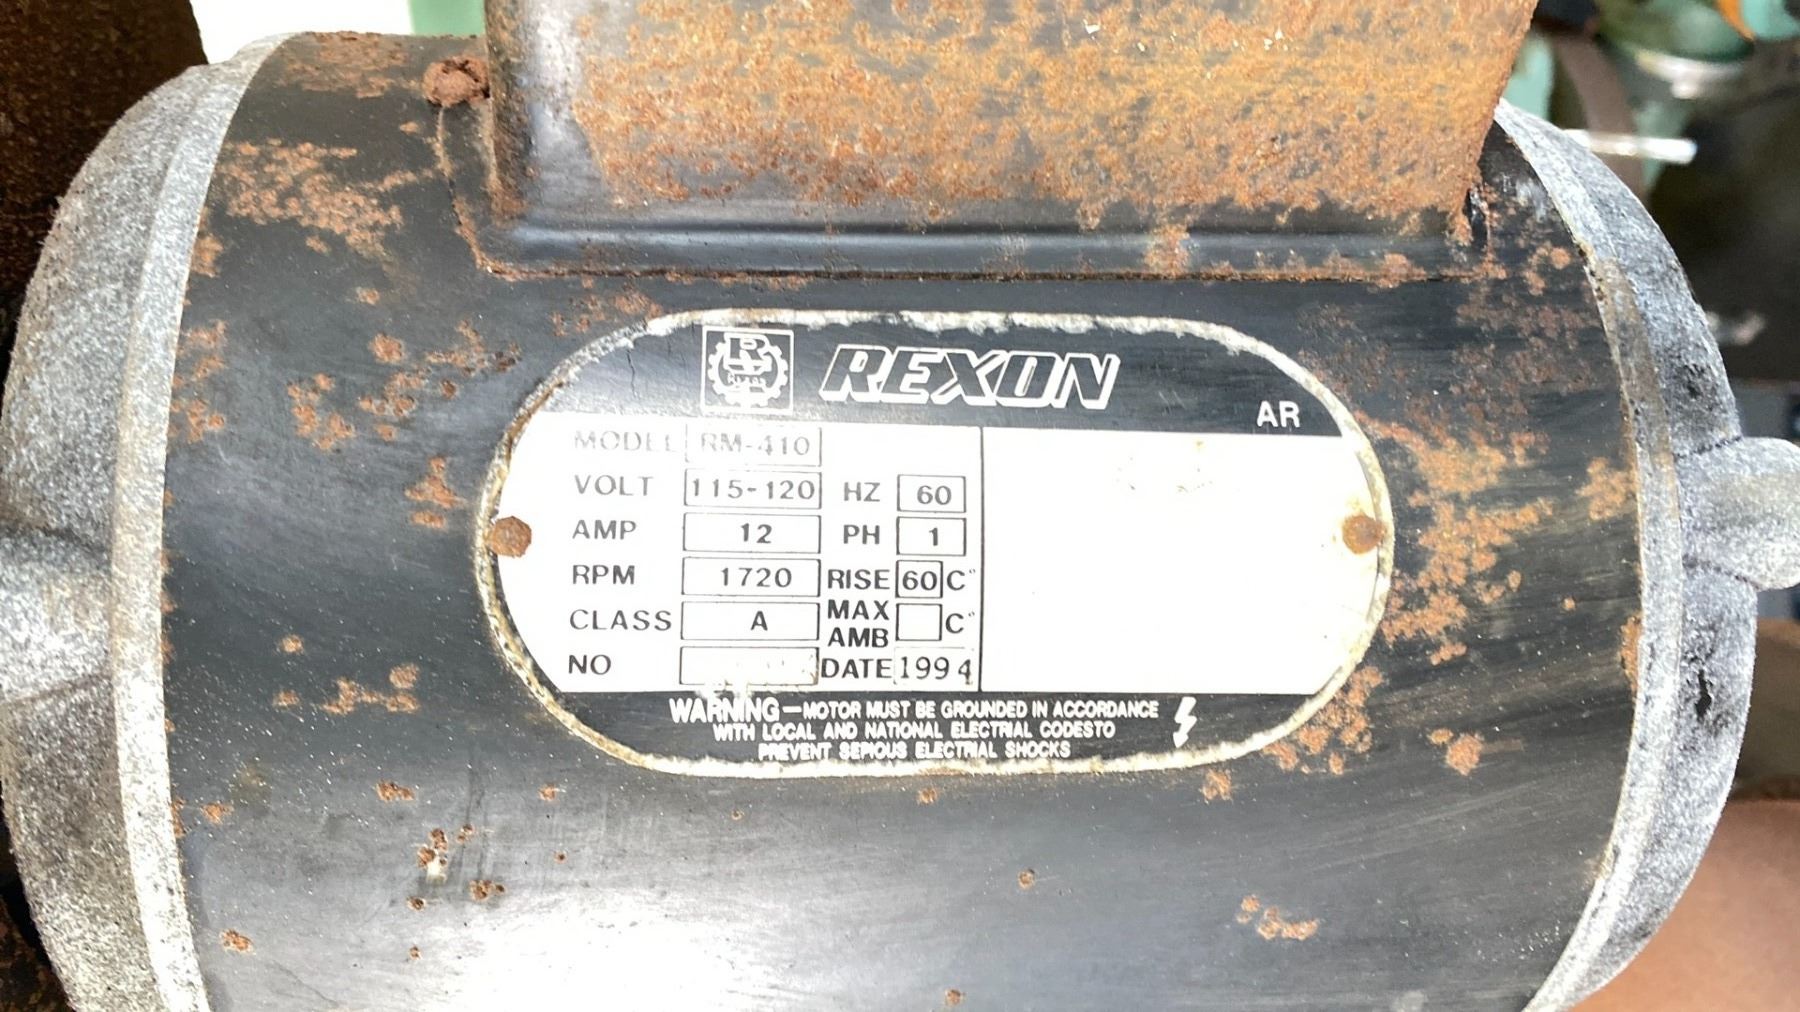 REXON
AR
MODEL RM-410
VOLT 115-120 HZ 60
AMP 12 PH 1
RPM 1720 RISE 60 C°
CLASS A MAX AMB C°
NO DATE 1994
WARNING—MOTOR MUST BE GROUNDED IN ACCORDANCE
WITH LOCAL AND NATIONAL ELECTRIAL CODESTO
PREVENT SERIOUS ELECTRIAL SHOCKS